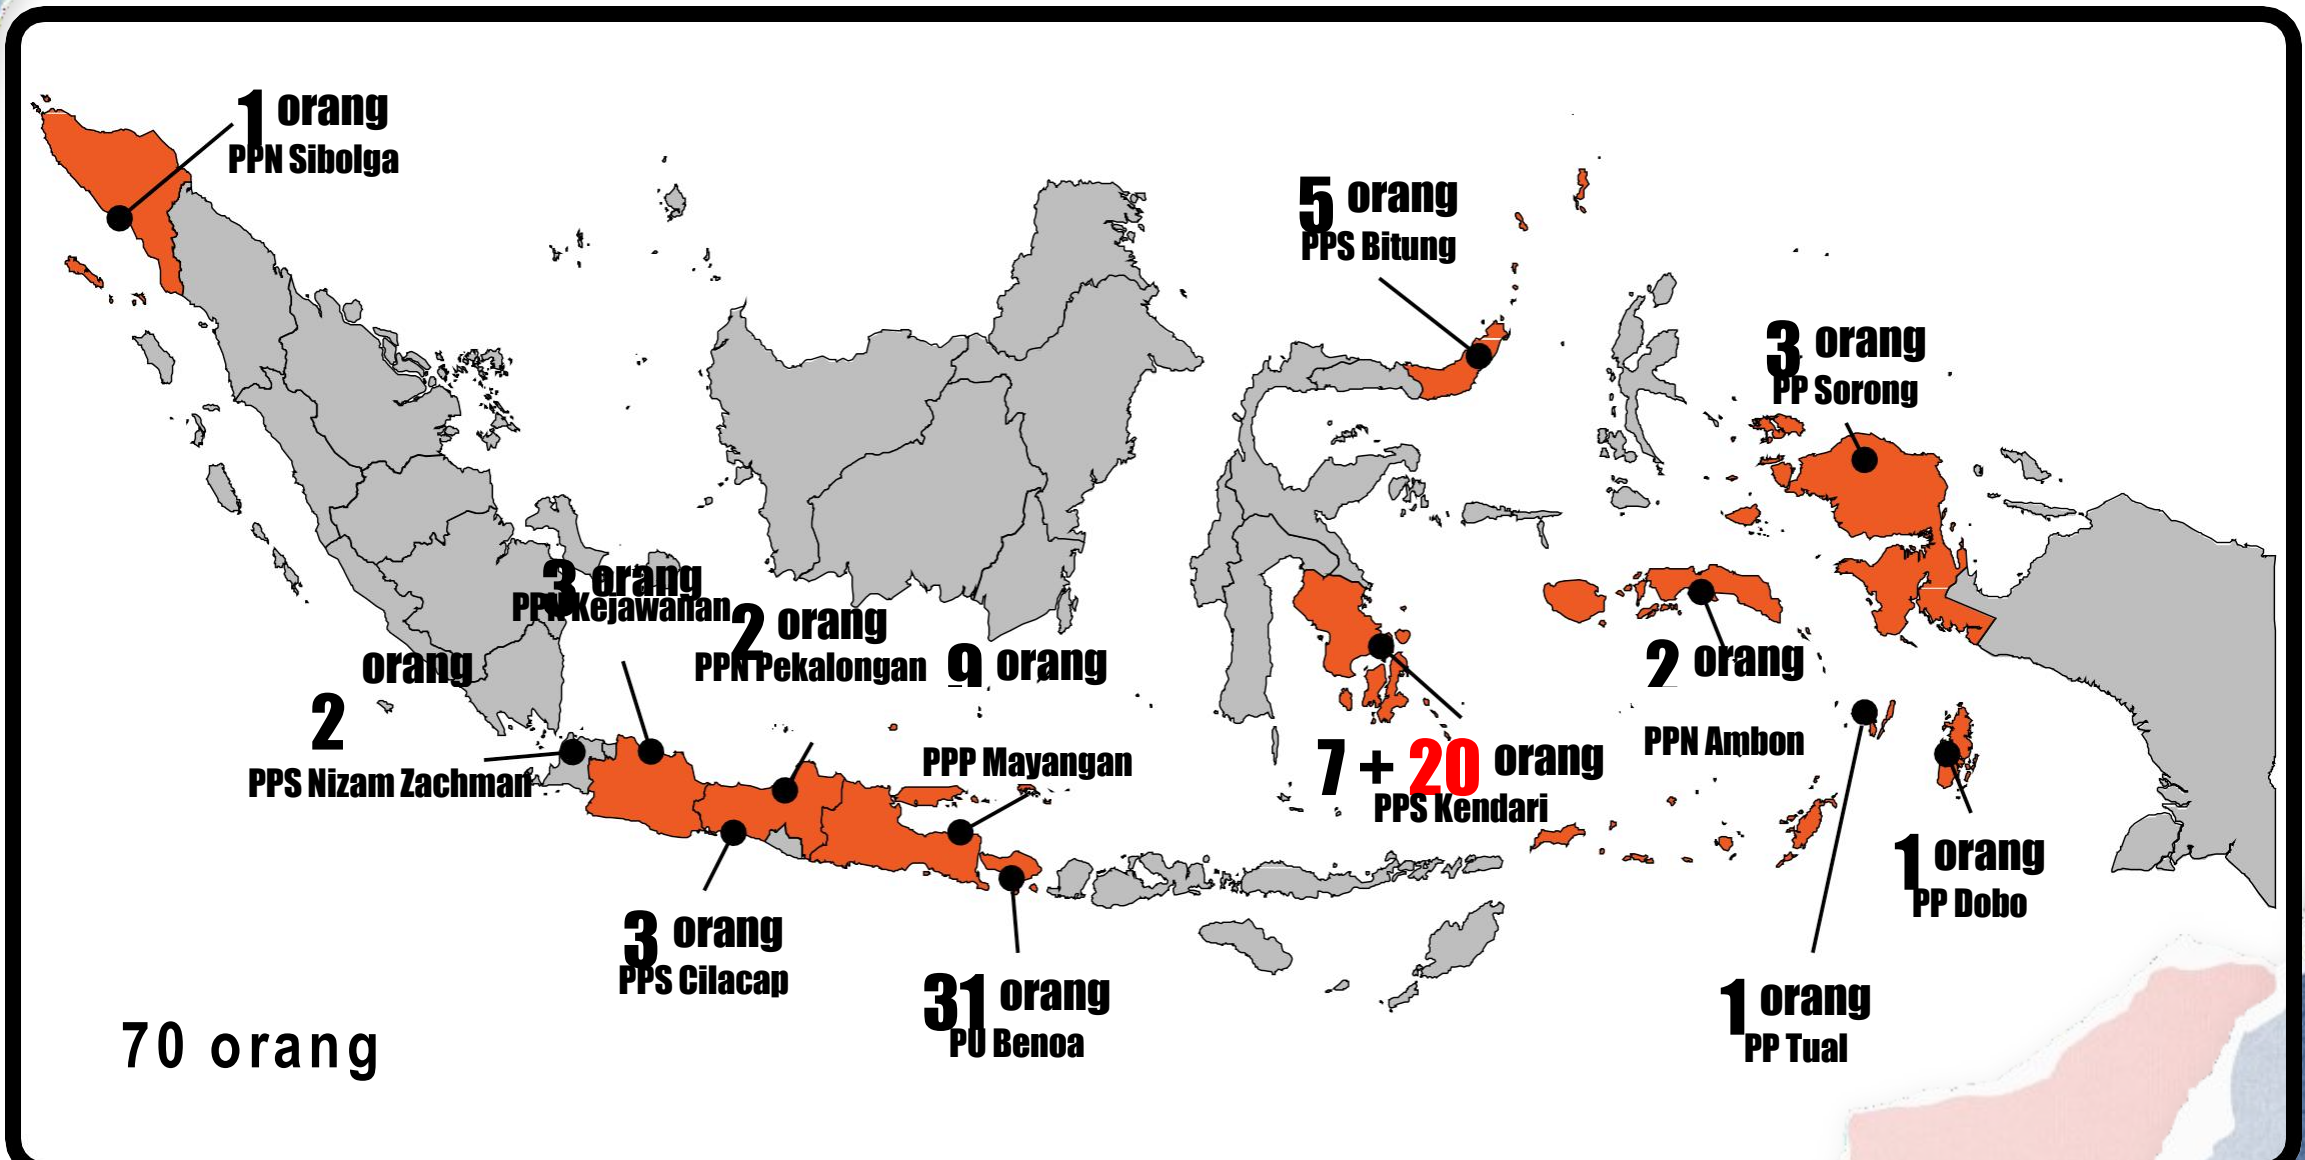 1 orang
PPN Sibolga
5 orang
PPS Bitung
3 orang
PP Sorong
3 orang
PPN Kejawanan
2 orang
PPN Pekalongan
9 orang
PPP Mayangan
orang
2
PPS Nizam Zachman
2 orang
PPN Ambon
7 + 20 orang
PPS Kendari
1 orang
PP Dobo
3 orang
PPS Cilacap
31 orang
PU Benoa
1 orang
PP Tual
70 orang